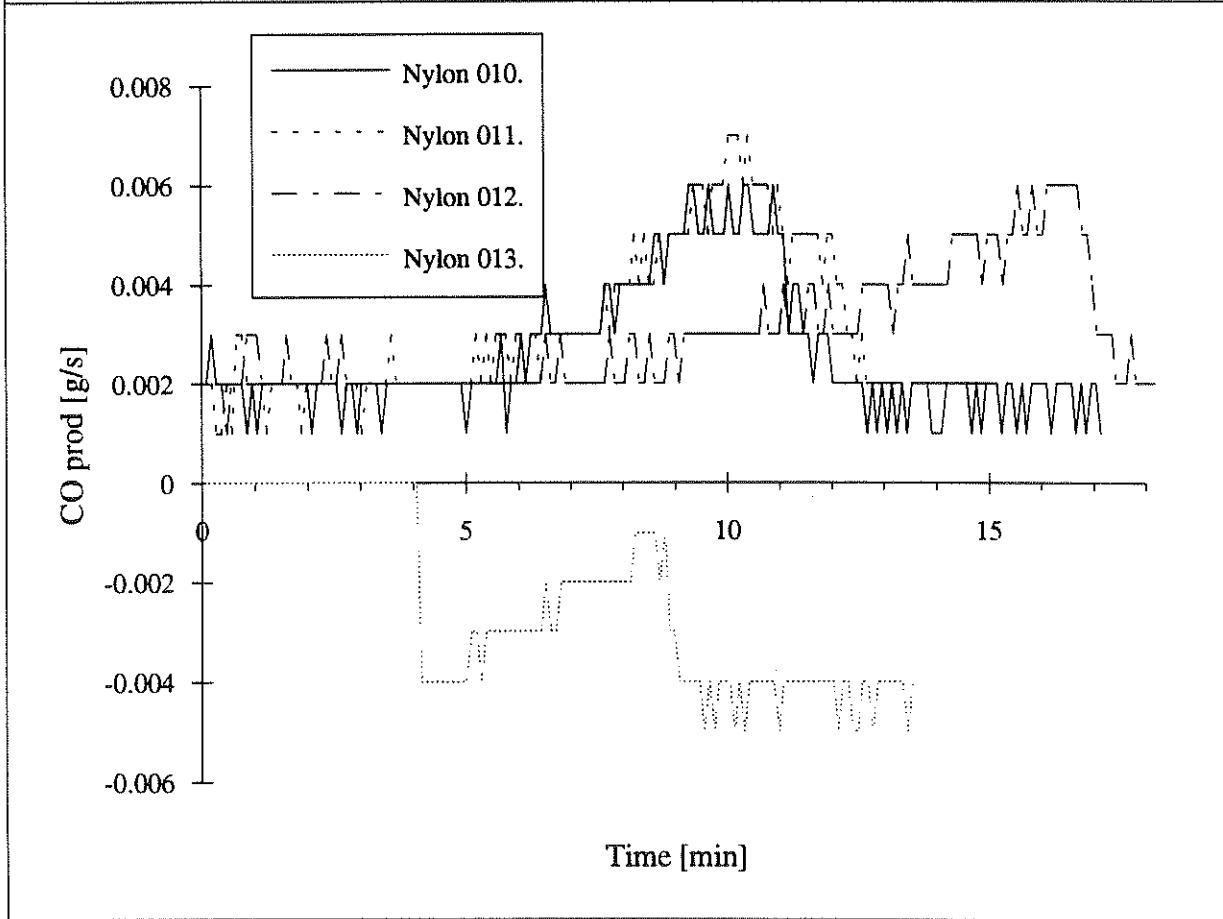 Nylon 010.
Nylon 011.
Nylon 012.
Nylon 013.
0.008
0.006
0.004
0.002
0
-0.002
-0.004
-0.006
CO prod [g/s]
0 5 10 15
Time [min]